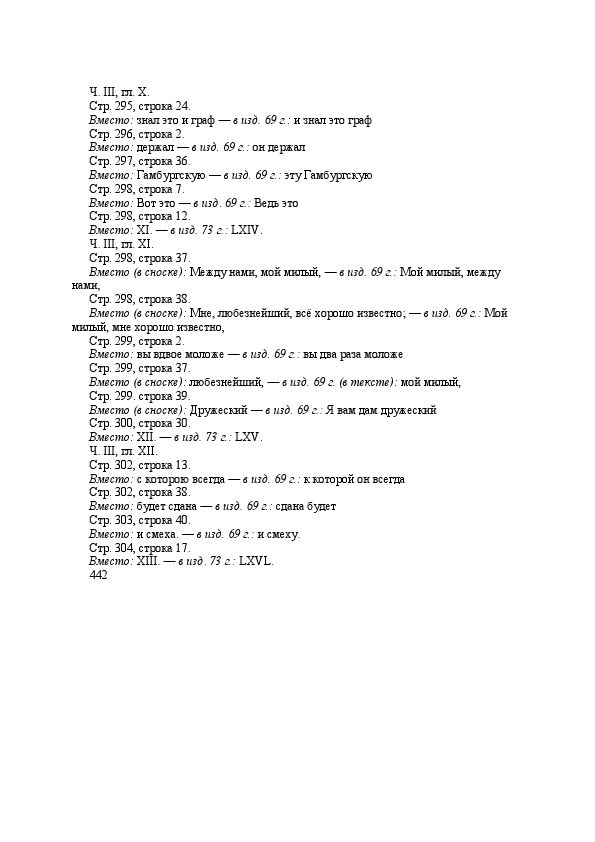 Ч. III, гл. X.
Стр. 295, строка 24.
Вместо: знал это и граф — в изд. 69 г.: и знал это граф
Стр. 296, строка 2.
Вместо: держал — в изд. 69 г.: он держал
Стр. 297, строка 36.
Вместо: Гамбургскую — в изд. 69 г.: эту Гамбургскую
Стр. 298, строка 7.
Вместо: Вот это — в изд. 69 г.: Ведь это
Стр. 298, строка 12.
Вместо: XI. — в изд. 73 г.: LXIV.
Ч. III, гл. XI.
Стр. 298, строка 37.
Вместо (в сноске): Между нами, мой милый, — в изд. 69 г.: Мой милый, между
нами,
Стр. 298, строка 38.
Вместо (в сноске): Мне, любезнейший, всё хорошо известно; — в изд. 69 г.: Мой
милый, мне хорошо известно,
Стр. 299, строка 2.
Вместо: вы вдвое моложе — в изд. 69 г.: вы два раза моложе
Стр. 299, строка 37.
Вместо (в сноске): любезнейший, — в изд. 69 г. (в тексте): мой милый,
Стр. 299. строка 39.
Вместо (в сноске): Дружеский — в изд. 69 г.: Я вам дам дружеский
Стр. 300, строка 30.
Вместо: XII. — в изд. 73 г.: LXV.
Ч. III, гл. XII.
Стр. 302, строка 13.
Вместо: с которою всегда — в изд. 69 г.: к которой он всегда
Стр. 302, строка 38.
Вместо: будет сдана — в изд. 69 г.: сдана будет
Стр. 303, строка 40.
Вместо: и смеха. — в изд. 69 г.: и смеху.
Стр. 304, строка 17.
Вместо: XIII. — в изд. 73 г.: LXVL.
442